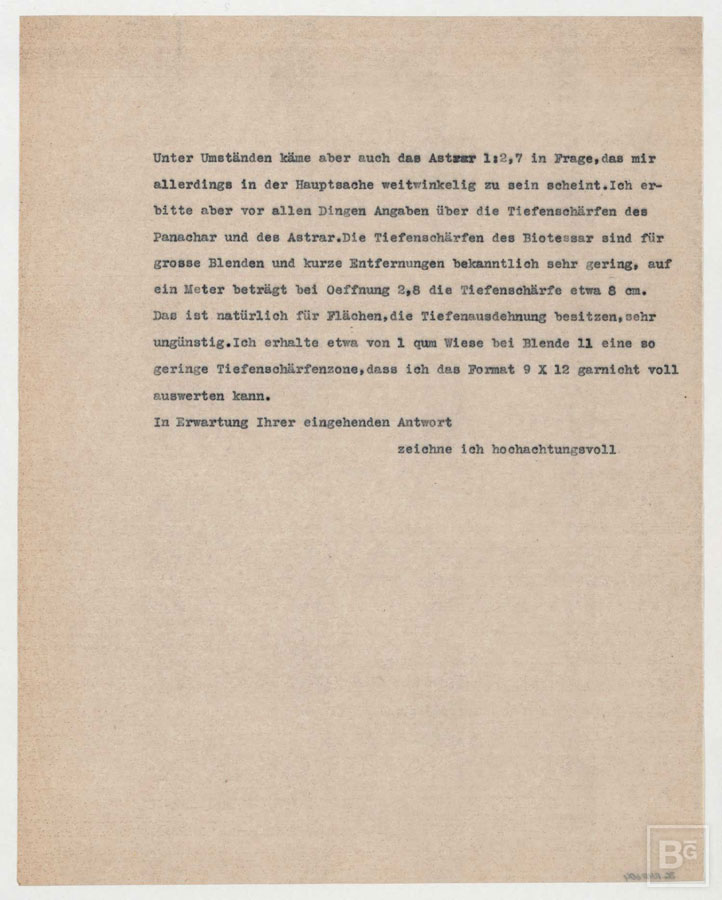 Unter Umständen käme aber auch das Astrar 1:2,7 in Frage,das mir
allerdings in der Hauptsache weitwinkelig zu sein scheint.Ich er-
bitte aber vor allen Dingen Angaben über die Tiefenschärfen des
Panachar und des Astrar.Die Tiefenschärfen des Biotessar sind für
grosse Blenden und kurze Entfernungen bekanntlich sehr gering, auf
ein Meter beträgt bei Oeffnung 2,8 die Tiefenschärfe etwa 8 cm.
Das ist natürlich für Flächen,die Tiefenausdehnung besitzen,sehr
ungünstig.Ich erhalte etwa von 1 qum Wiese bei Blende 11 eine so
geringe Tiefenschärfenzone,dass ich das Format 9 X 12 garnicht voll
auswerten kann.
In Erwartung Ihrer eingehenden Antwort
zeichne ich hochachtungsvoll
BG